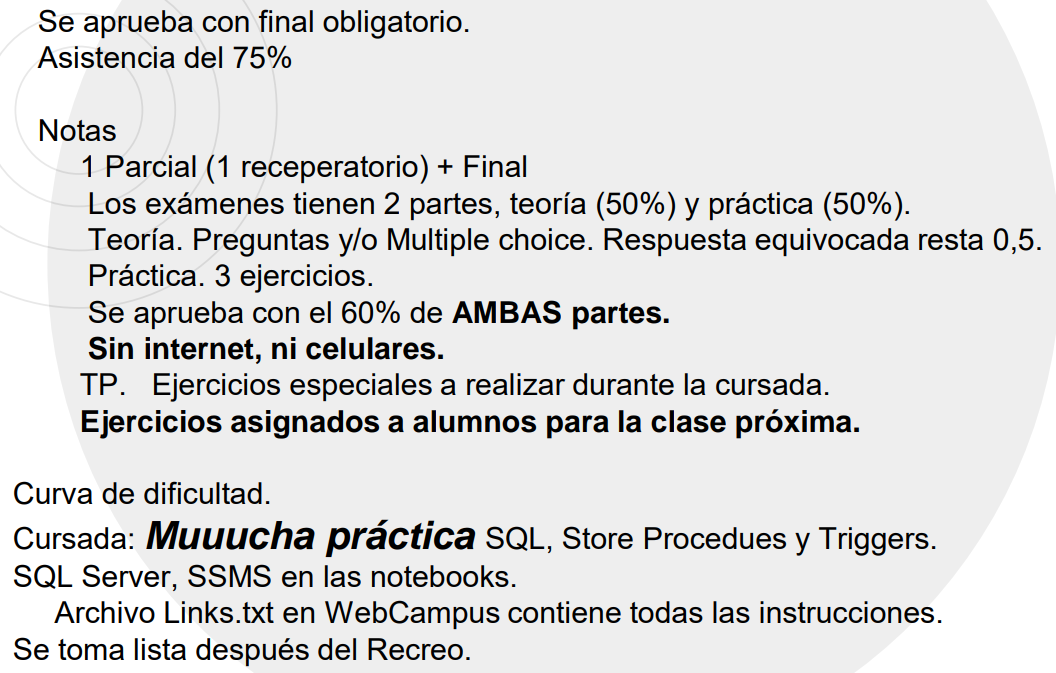 Se aprueba con final obligatorio.
Asistencia del 75%
Notas
1 Parcial (1 receperatorio) + Final
Los exámenes tienen 2 partes, teoría (50%) y práctica (50%).
Teoría. Preguntas y/o Multiple choice. Respuesta equivocada resta 0,5.
Práctica. 3 ejercicios.
Se aprueba con el 60% de AMBAS partes.
Sin internet, ni celulares.
TP. Ejercicios especiales a realizar durante la cursada.
Ejercicios asignados a alumnos para la clase próxima.
Curva de dificultad.
Cursada: Muuucha práctica SQL, Store Procedues y Triggers.
SQL Server, SSMS en las notebooks.
Archivo Links.txt en WebCampus contiene todas las instrucciones.
Se toma lista después del Recreo.